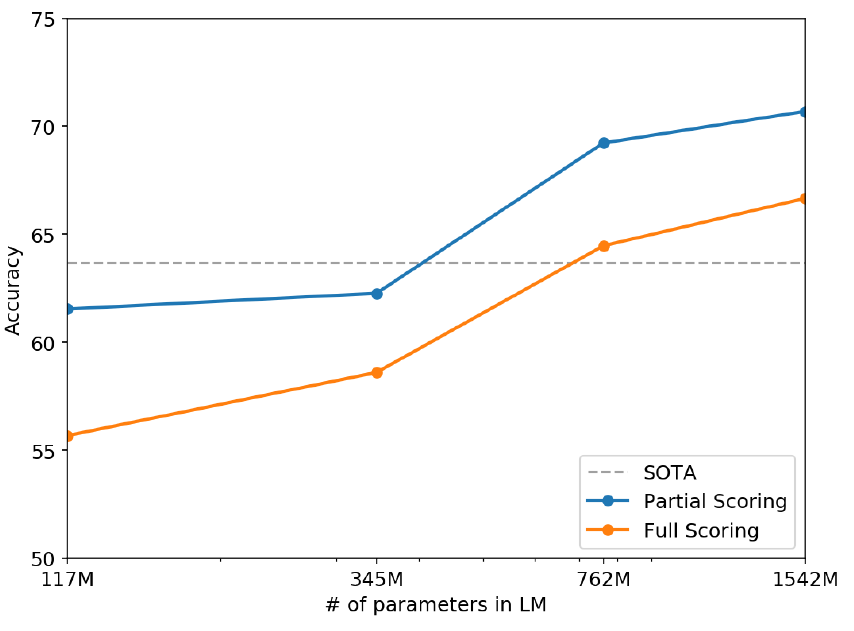 75
70
65
60
55
50
Accuracy
SOTA
Partial Scoring
Full Scoring
117M 345M 762M 1542M
# of parameters in LM